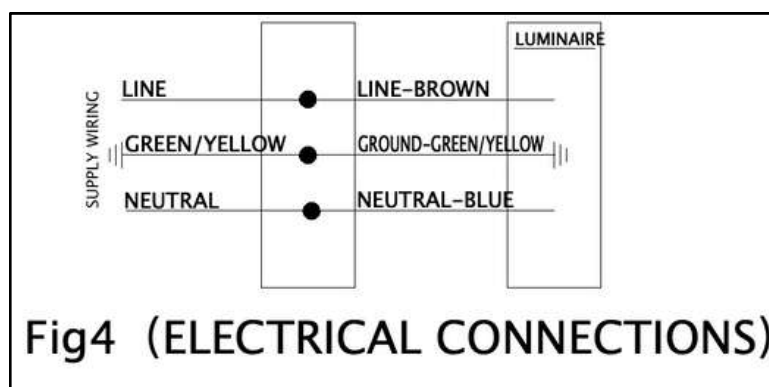 LUMINAIRE
SUPPLY WIRING
LINE LINE-BROWN
GREEN/YELLOW GROUND-GREEN/YELLOW
NEUTRAL NEUTRAL-BLUE
Fig4 (ELECTRICAL CONNECTIONS)